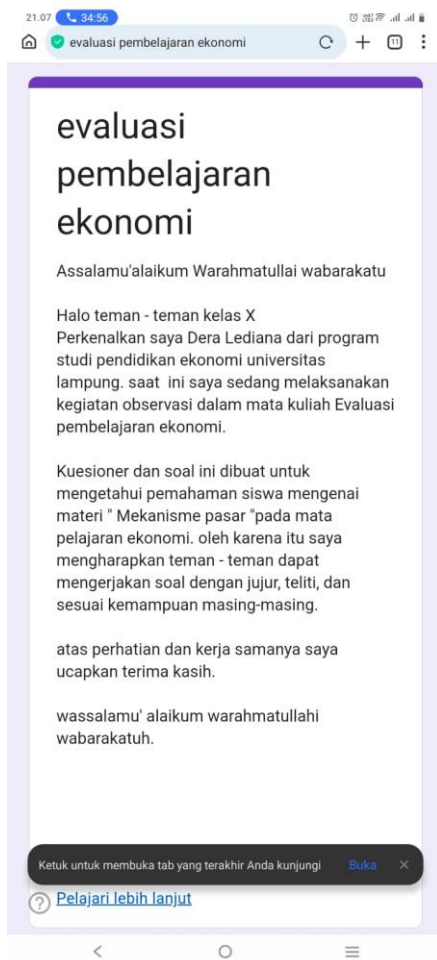 21.07 34:56
evaluasi pembelajaran ekonomi 11
evaluasi
pembelajaran
ekonomi
Assalamu'alaikum Warahmatullai wabarakatu
Halo teman - teman kelas X
Perkenalkan saya Dera Lediana dari program
studi pendidikan ekonomi universitas
lampung. saat ini saya sedang melaksanakan
kegiatan observasi dalam mata kuliah Evaluasi
pembelajaran ekonomi.
Kuesioner dan soal ini dibuat untuk
mengetahui pemahaman siswa mengenai
materi " Mekanisme pasar "pada mata
pelajaran ekonomi. oleh karena itu saya
mengharapkan teman - teman dapat
mengerjakan soal dengan jujur, teliti, dan
sesuai kemampuan masing-masing.
atas perhatian dan kerja samanya saya
ucapkan terima kasih.
wassalamu' alaikum warahmatullahi
wabarakatuh.
Ketuk untuk membuka tab yang terakhir Anda kunjungi Buka
Pelajari lebih lanjut